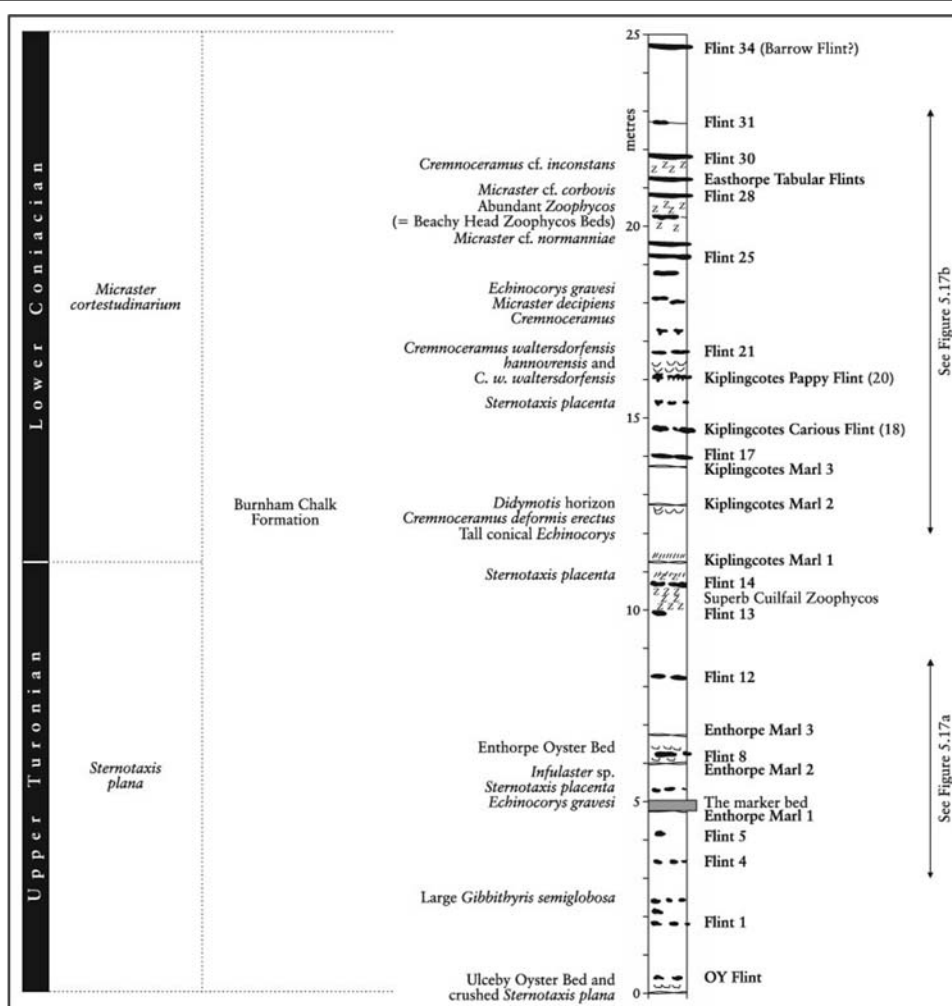 Lower Coniacian
Upper Turonian
Micraster
cortestudinarium
Sternotaxis
plana
Burnham Chalk
Formation
Cremnoceramus cf. inconstans
Micraster cf. corbovis
Abundant Zoophycos
(= Beachy Head Zoophycos Beds)
Micraster cf. normanniae
Echinocorys gravesi
Micraster decipiens
Cremnoceramus
Cremnoceramus waltersdorfensis
hannovrensis and
C. w. waltersdorfensis
Sternotaxis placenta
Didymotis horizon
Cremnoceramus deformis erectus
Tall conical Echinocorys
Sternotaxis placenta
Enthorpe Oyster Bed
Infulaster sp.
Sternotaxis placenta
Echinocorys gravesi
Large Gibbithyris semiglobosa
Ulceby Oyster Bed and
crushed Sternotaxis plana
25
metres
20
15
10
5
0
z z z
z
z z z
z z
z z z
z z
z z
z z
Flint 34 (Barrow Flint?)
Flint 31
Flint 30
Easthorpe Tabular Flints
Flint 28
Flint 25
Flint 21
Kiplingcotes Pappy Flint (20)
Kiplingcotes Carious Flint (18)
Flint 17
Kiplingcotes Marl 3
Kiplingcotes Marl 2
Kiplingcotes Marl 1
Flint 14
Superb Cuilfail Zoophycos
Flint 13
Flint 12
Enthorpe Marl 3
Flint 8
Enthorpe Marl 2
The marker bed
Enthorpe Marl 1
Flint 5
Flint 4
Flint 1
OY Flint
See Figure 5.17b
See Figure 5.17a